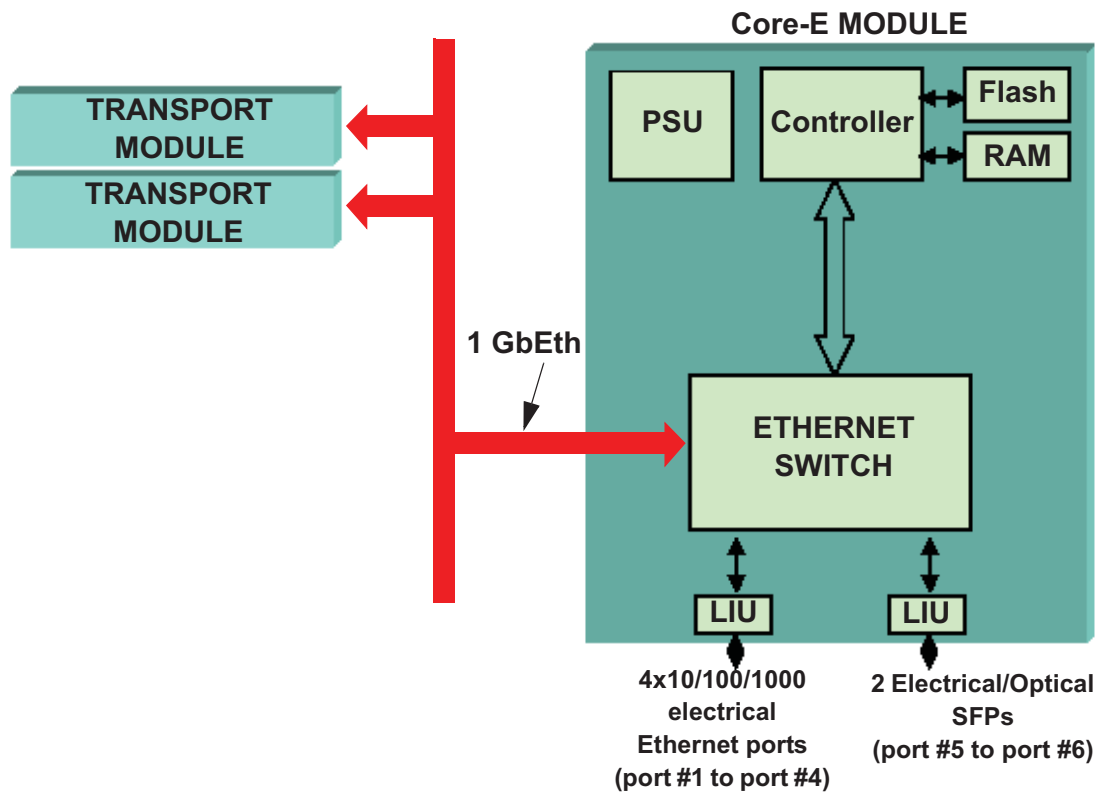 Core-E MODULE
TRANSPORT
MODULE
TRANSPORT
MODULE
PSU
Controller
Flash
RAM
1 GbEth
ETHERNET
SWITCH
LIU
LIU
4x10/100/1000
electrical
Ethernet ports
(port #1 to port #4)
2 Electrical/Optical
SFPs
(port #5 to port #6)